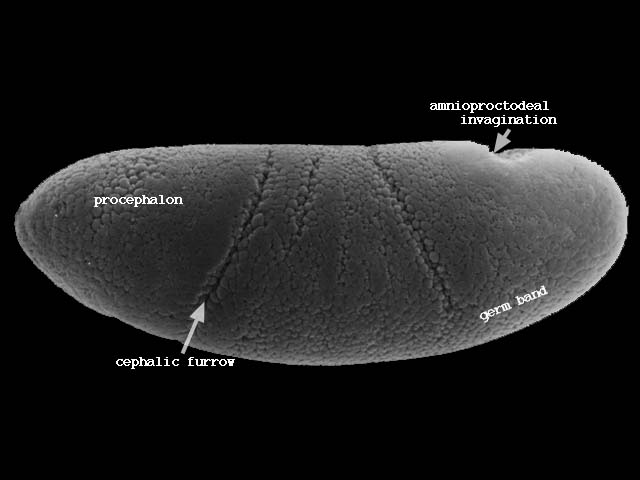 amnioproctodeal
invagination
procephalon
germ band
cephalic furrow